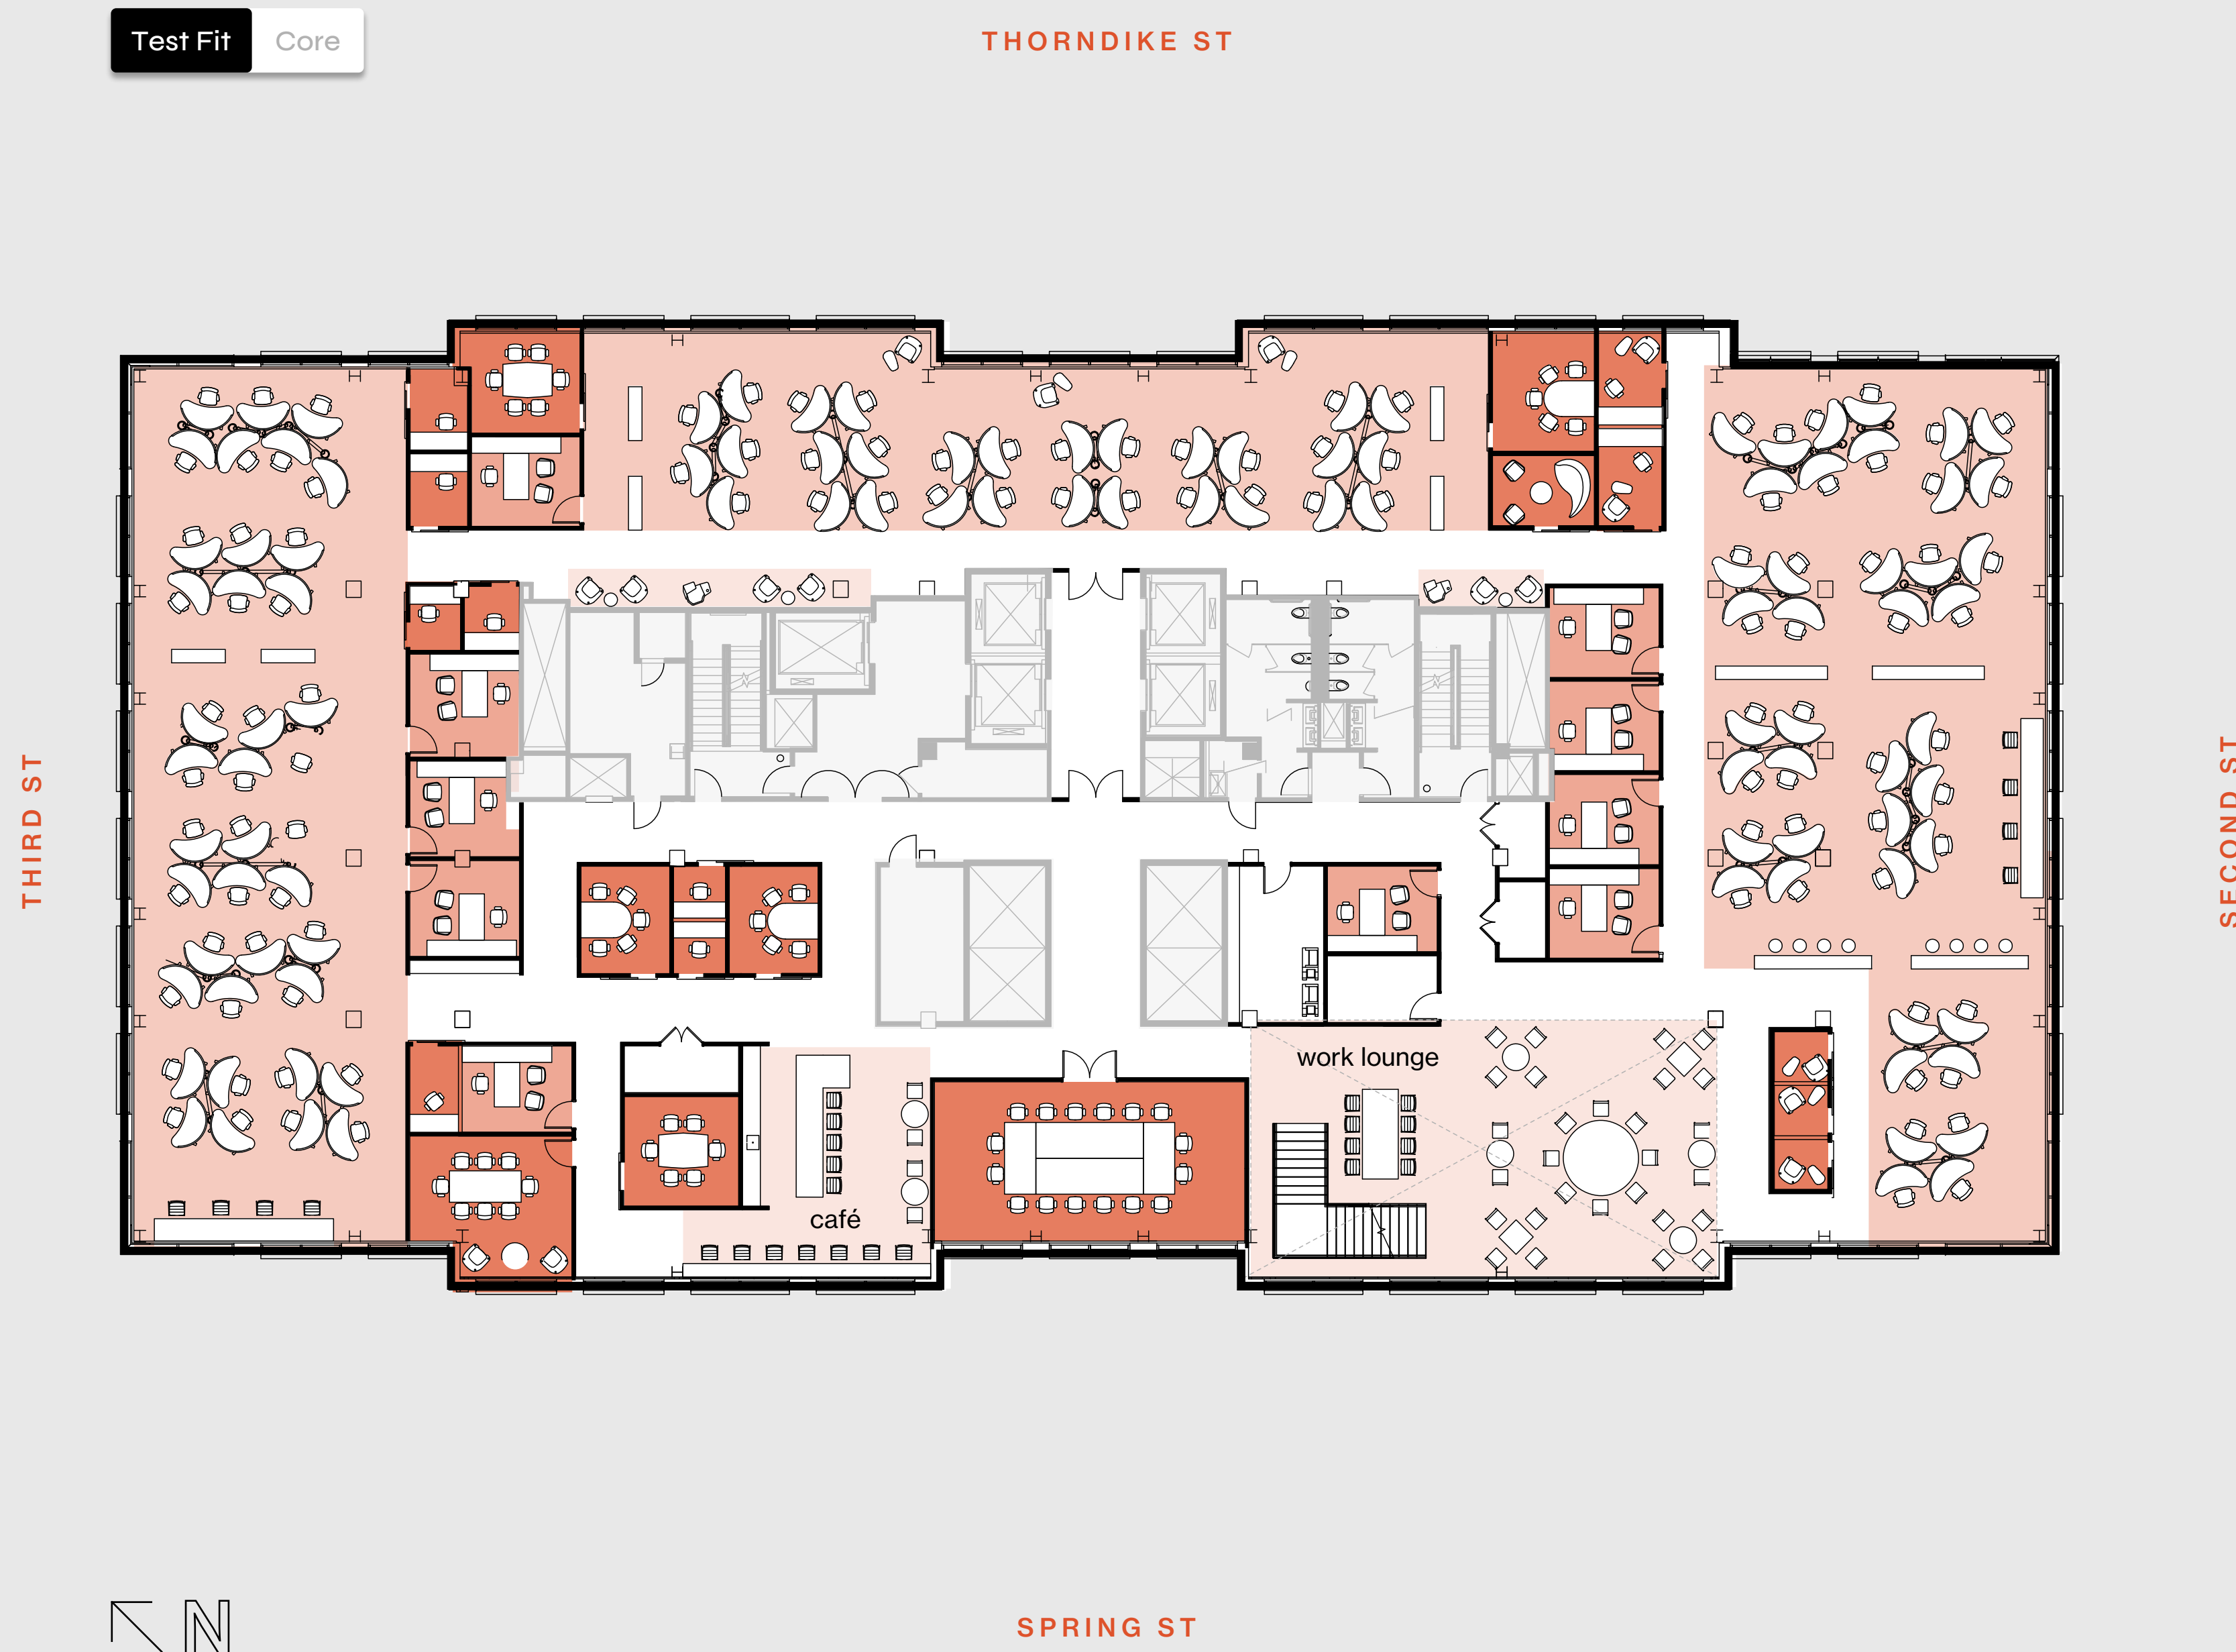 Test Fit
Core
THORNDIKE ST
THIRD ST
SECOND ST
work lounge
café
N
SPRING ST